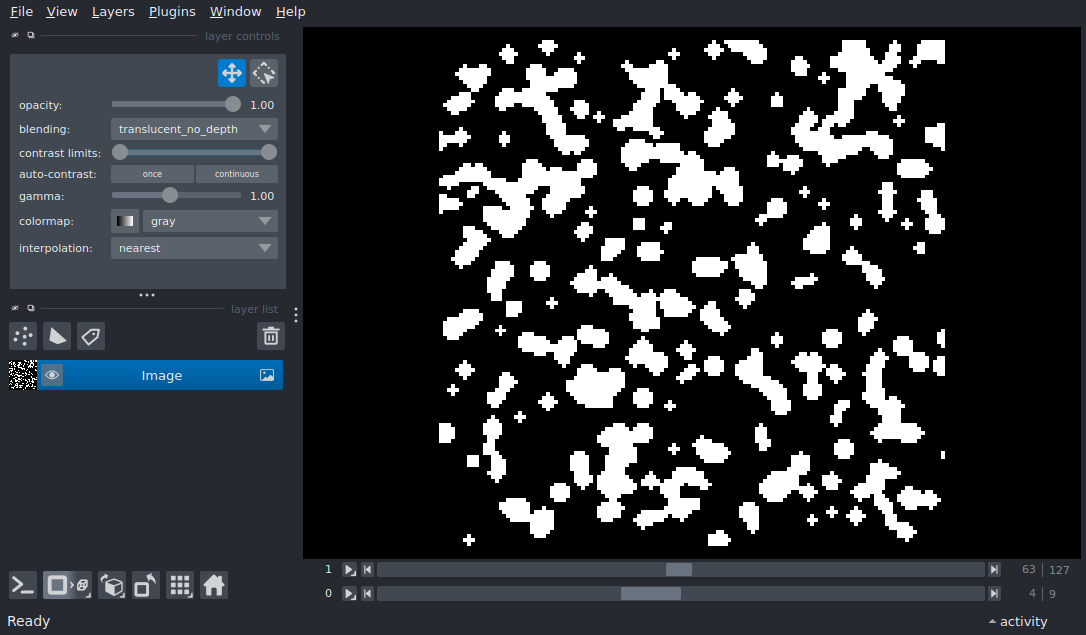 File View Layers Plugins Window Help
layer controls
opacity: 1.00
blending: translucent_no_depth
contrast limits:
auto-contrast: once continuous
gamma: 1.00
colormap: gray
interpolation: nearest
layer list
Image
1 63 127
0 4 9
Ready activity